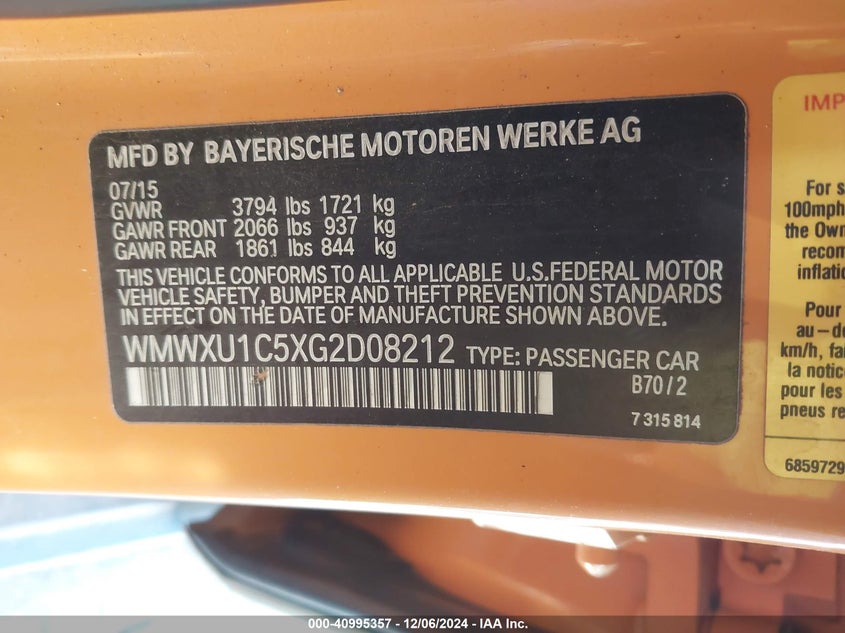 MFD BY BAYERISCHE MOTOREN WERKE AG
07/15
GVWR 3794 lbs 1721 kg
GAWR FRONT 2066 lbs 937 kg
GAWR REAR 1861 lbs 844 kg
THIS VEHICLE CONFORMS TO ALL APPLICABLE U.S.FEDERAL MOTOR
VEHICLE SAFETY, BUMPER AND THEFT PREVENTION STANDARDS
IN EFFECT ON THE DATE OF MANUFACTURE SHOWN ABOVE.
WMWXU1C5XG2D08212 TYPE: PASSENGER CAR
B70/2
7 315 814
IMP
For s
100mph
the Own
recom
inflati
Pour
au-de
km/h, fai
la notic
pour les
pneus re
6859729
000-40995357 - 12/06/2024 - IAAI Inc.